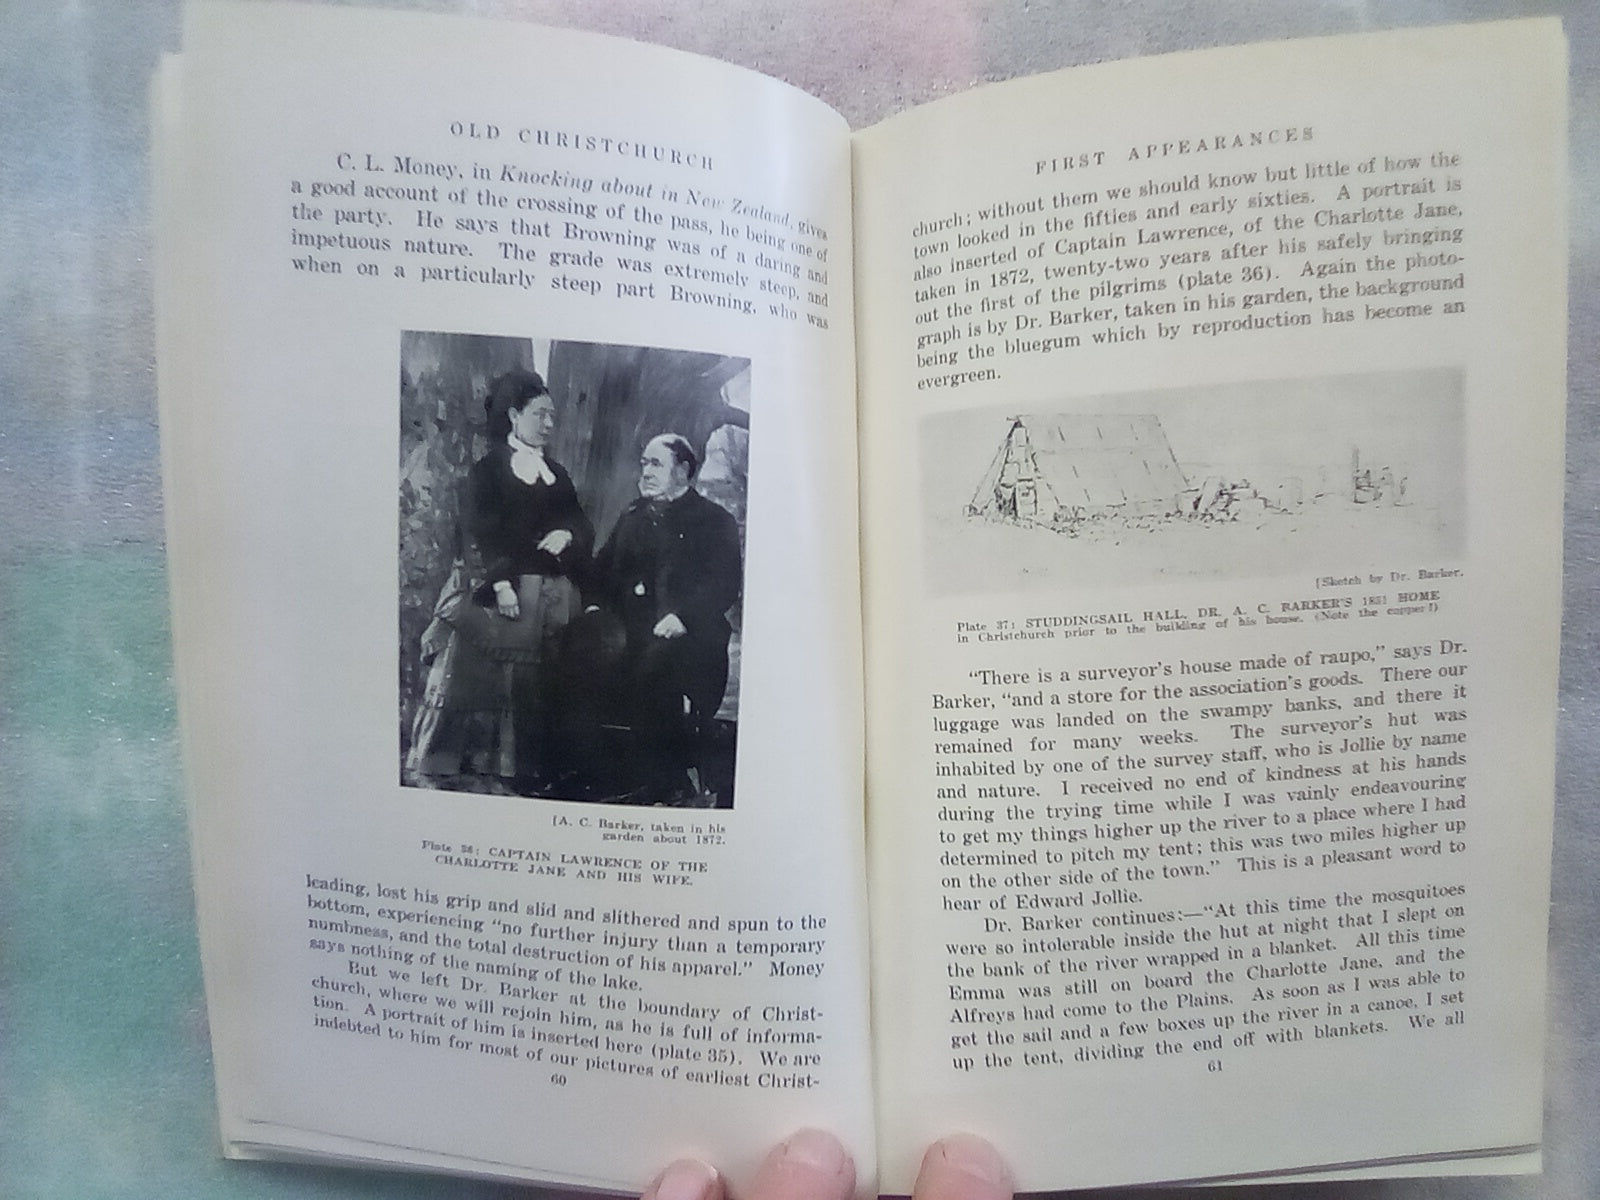 OLD CHRISTCHURCH
C. L. Money, in Knocking about in New Zealand, gives
a good account of the crossing of the pass, he being one of
the party. He says that Browning was of a daring and
impetuous nature. The grade was extremely steep, and
when on a particularly steep part Browning, who was
[A. C. Barker, taken in his
garden about 1872.
Plate 36: CAPTAIN LAWRENCE OF THE
CHARLOTTE JANE AND HIS WIFE.
leading, lost his grip and slid and slithered and spun to the
bottom, experiencing "no further injury than a temporary
numbness, and the total destruction of his apparel." Money
says nothing of the naming of the lake.
But we left Dr. Barker at the boundary of Christ-
church, where we will rejoin him, as he is full of informa-
tion. A portrait of him is inserted here (plate 35). We are
indebted to him for most of our pictures of earliest Christ-
60
FIRST APPEARANCES
church; without them we should know but little of how the
town looked in the fifties and early sixties. A portrait is
also inserted of Captain Lawrence, of the Charlotte Jane,
taken in 1872, twenty-two years after his safely bringing
out the first of the pilgrims (plate 36). Again the photo-
graph is by Dr. Barker, taken in his garden, the background
being the bluegum which by reproduction has become an
evergreen.
[Sketch by Dr. Barker.
Plate 37: STUDDINGSAIL HALL, DR. A. C. BARKER'S 1851 HOME
in Christchurch prior to the building of his house. (Note the copper!)
"There is a surveyor's house made of raupo," says Dr.
Barker, "and a store for the association's goods. There our
luggage was landed on the swampy banks, and there it
remained for many weeks. The surveyor's hut was
inhabited by one of the survey staff, who is Jollie by name
and nature. I received no end of kindness at his hands
during the trying time while I was vainly endeavouring
to get my things higher up the river to a place where I had
determined to pitch my tent; this was two miles higher up
on the other side of the town." This is a pleasant word to
hear of Edward Jollie.
Dr. Barker continues:—"At this time the mosquitoes
were so intolerable inside the hut at night that I slept on
the bank of the river wrapped in a blanket. All this time
Emma was still on board the Charlotte Jane, and the
Alfreys had come to the Plains. As soon as I was able to
get the sail and a few boxes up the river in a canoe, I set
up the tent, dividing the end off with blankets. We all
61